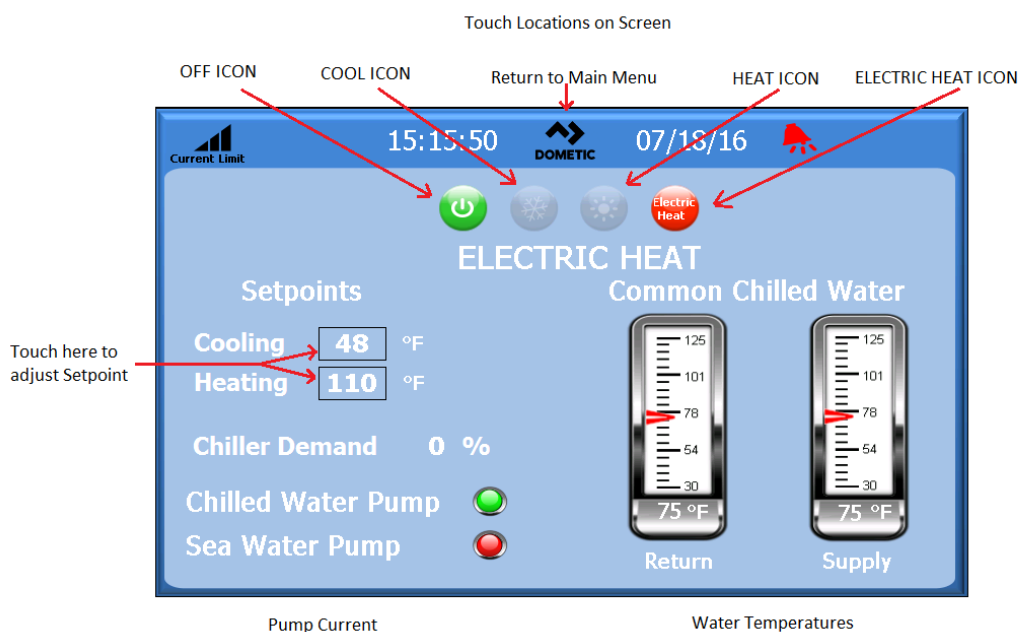 Touch Locations on Screen
OFF ICON
COOL ICON
Return to Main Menu
HEAT ICON
ELECTRIC HEAT ICON
Current Limit
15:15:50
DOMETIC
07/18/16
Electric
Heat
ELECTRIC HEAT
Setpoints
Common Chilled Water
Touch here to
adjust Setpoint
Cooling 48 °F
Heating 110 °F
Chiller Demand 0 %
Chilled Water Pump
Sea Water Pump
125
101
78
54
30
75 °F
Return
125
101
78
54
30
75 °F
Supply
Pump Current
Water Temperatures